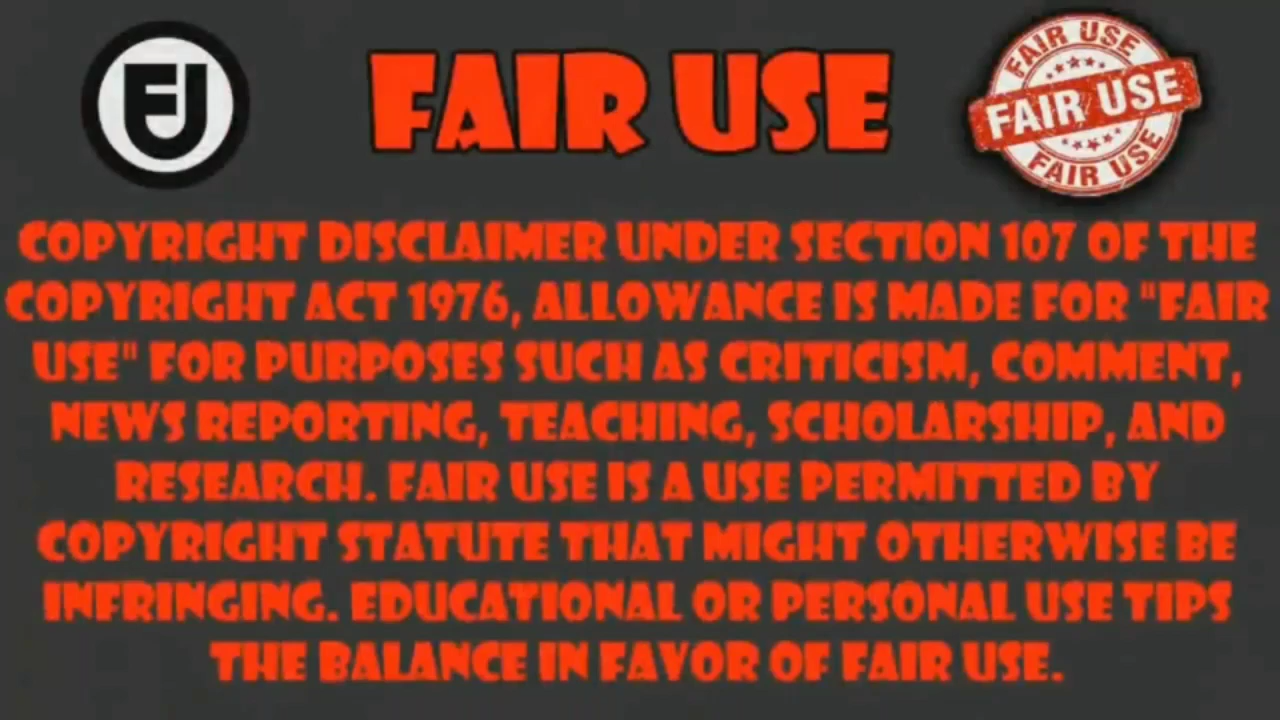 FU
FAIR USE
FAIR USE
FAIR USE
FAIR USE
COPYRIGHT DISCLAIMER UNDER SECTION 107 OF THE
COPYRIGHT ACT 1976, ALLOWANCE IS MADE FOR "FAIR
USE" FOR PURPOSES SUCH AS CRITICISM, COMMENT,
NEWS REPORTING, TEACHING, SCHOLARSHIP, AND
RESEARCH. FAIR USE IS A USE PERMITTED BY
COPYRIGHT STATUTE THAT MIGHT OTHERWISE BE
INFRINGING. EDUCATIONAL OR PERSONAL USE TIPS
THE BALANCE IN FAVOR OF FAIR USE.